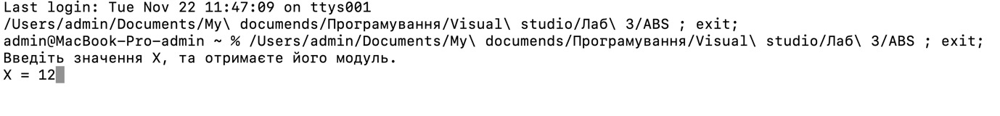 Last login: Tue Nov 22 11:47:09 on ttys001
/Users/admin/Documents/My\ documends/Програмування/Visual\ studio/Лаб\ 3/ABS ; exit;
admin@MacBook-Pro-admin ~ % /Users/admin/Documents/My\ documends/Програмування/Visual\ studio/Лаб\ 3/ABS ; exit;
Введіть значення X, та отримаєте його модуль.
X = 12